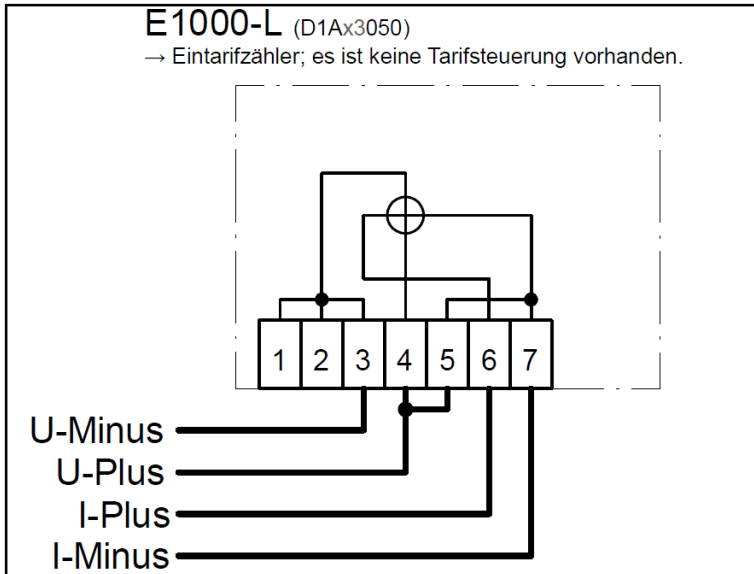 E1000-L (D1Ax3050)
→ Eintarifzähler; es ist keine Tarifsteuerung vorhanden.
1 2 3 4 5 6 7
U-Minus
U-Plus
I-Plus
I-Minus